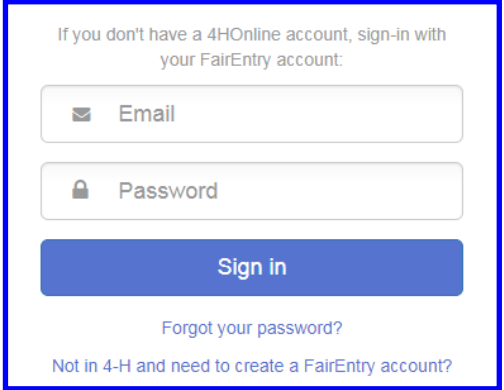 If you don't have a 4HOnline account, sign-in with
your FairEntry account:
Email
Password
Sign in
Forgot your password?
Not in 4-H and need to create a FairEntry account?